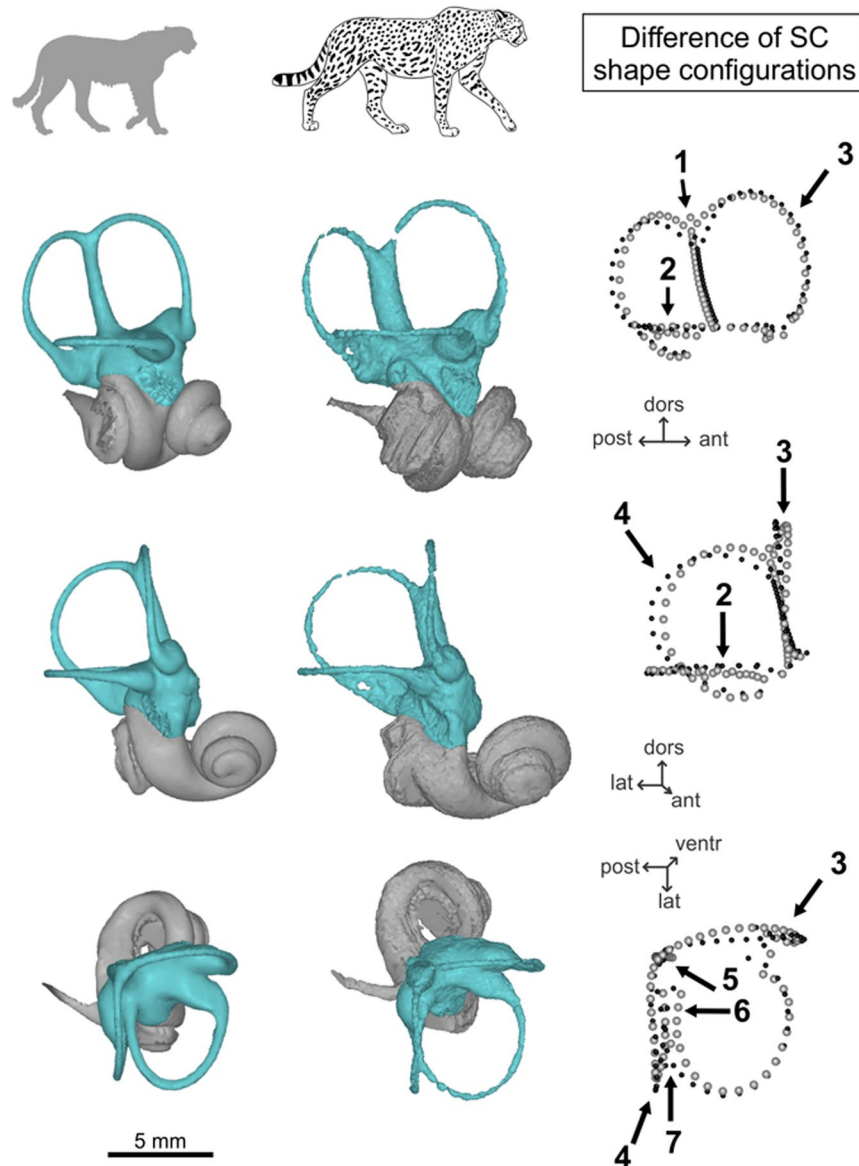 Difference of SC
shape configurations
1
3
2
dors
post
ant
3
4
2
dors
lat
ant
ventr
post
lat
3
5
6
4
7
5 mm